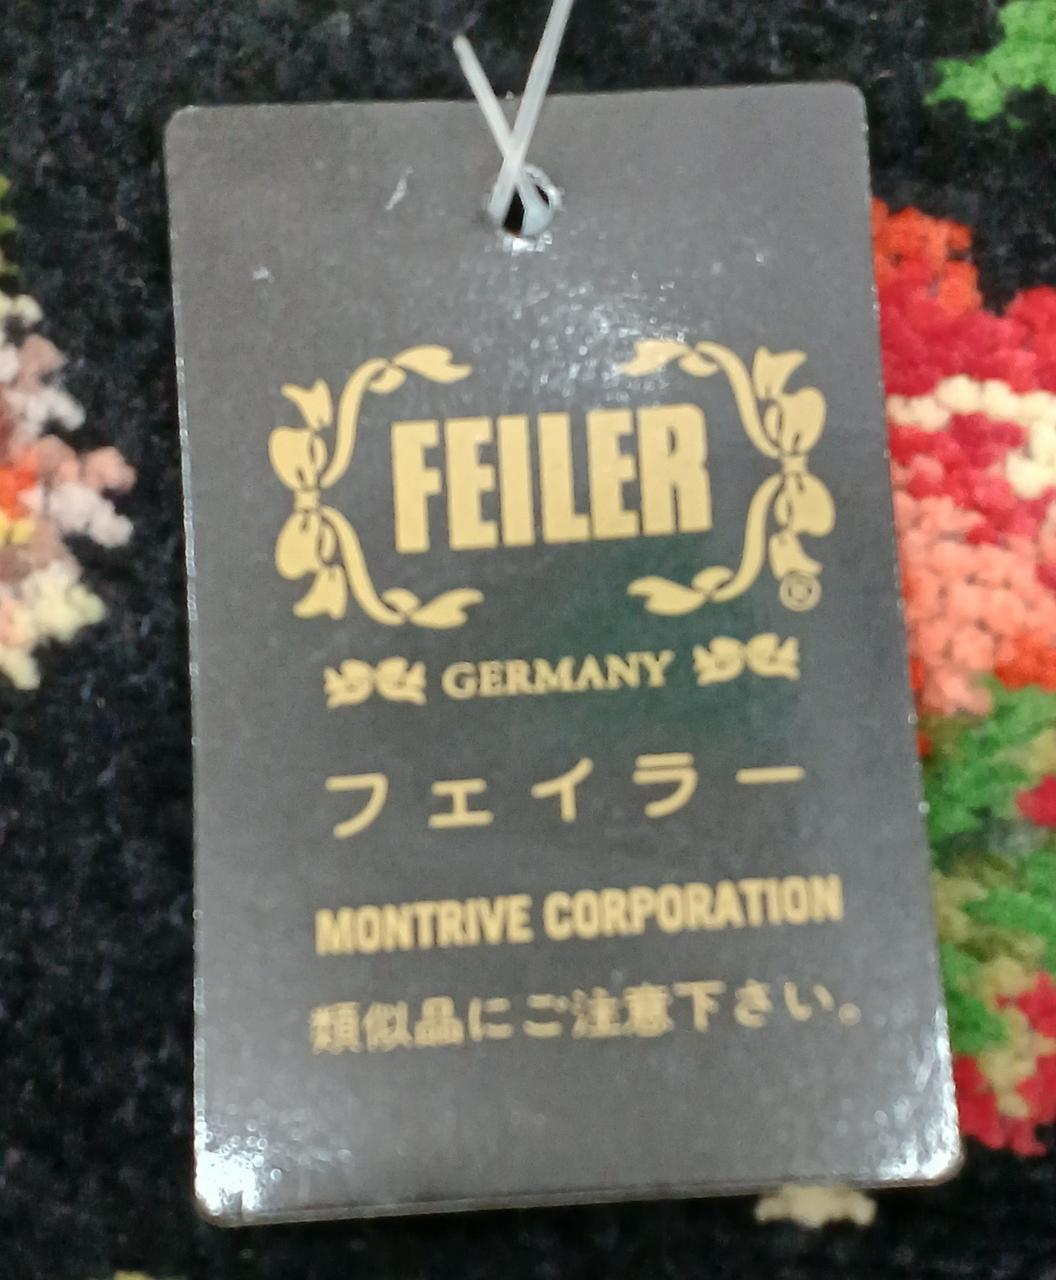 FEILER
®
GERMANY
フェイラー
MONTRIVE CORPORATION
類似品にご注意下さい。